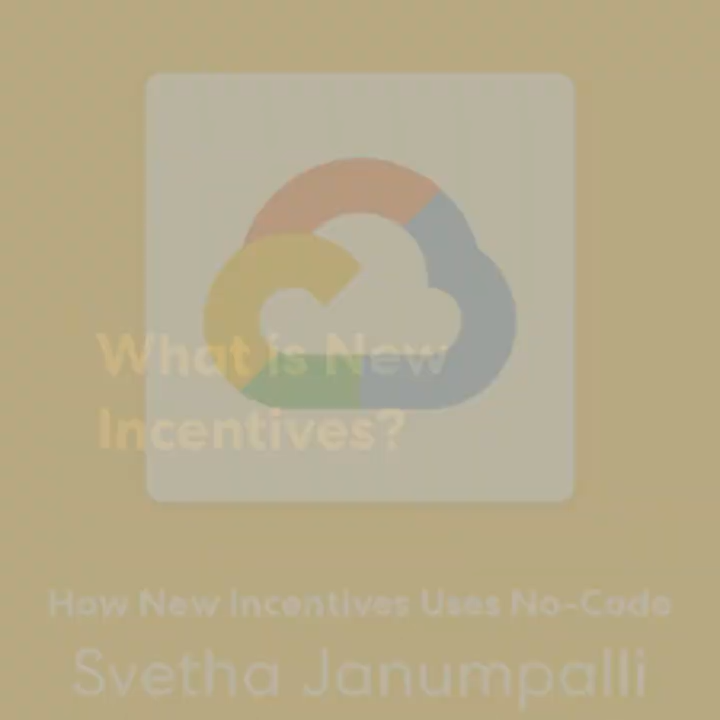 What is New
Incentives?
How New Incentives Uses No-Code
Svetha Janumpalli